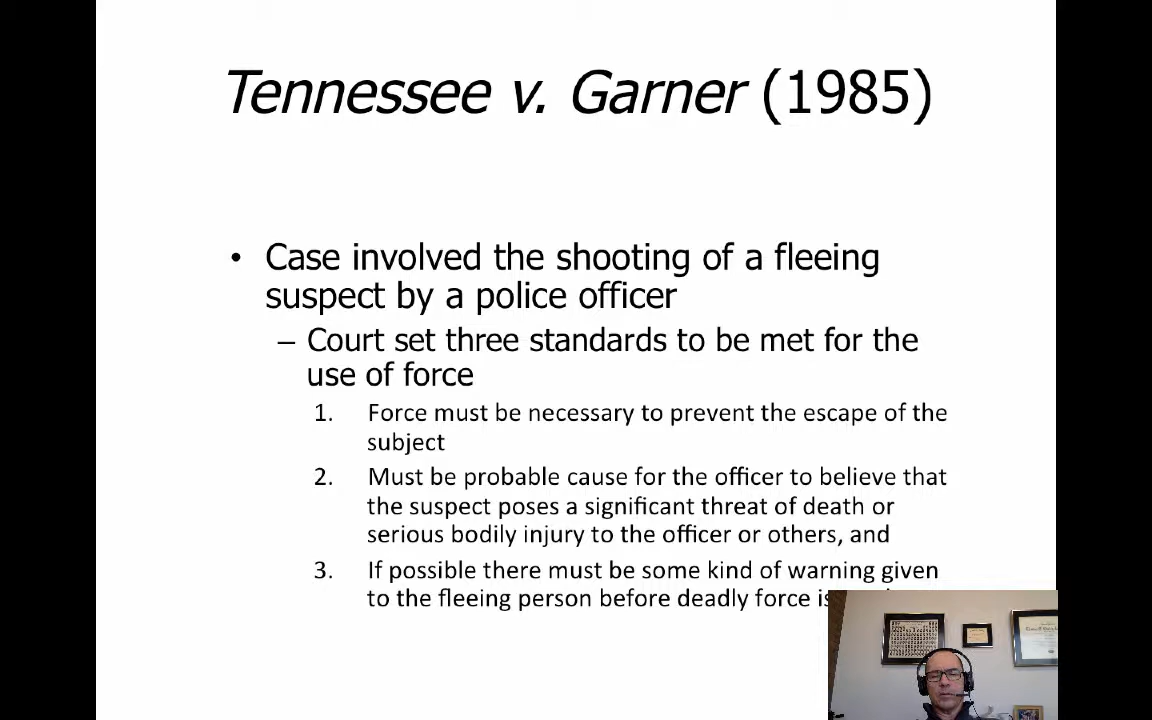 Tennessee v. Garner (1985)
• Case involved the shooting of a fleeing
suspect by a police officer
– Court set three standards to be met for the
use of force
1. Force must be necessary to prevent the escape of the
subject
2. Must be probable cause for the officer to believe that
the suspect poses a significant threat of death or
serious bodily injury to the officer or others, and
3. If possible there must be some kind of warning given
to the fleeing person before deadly force is